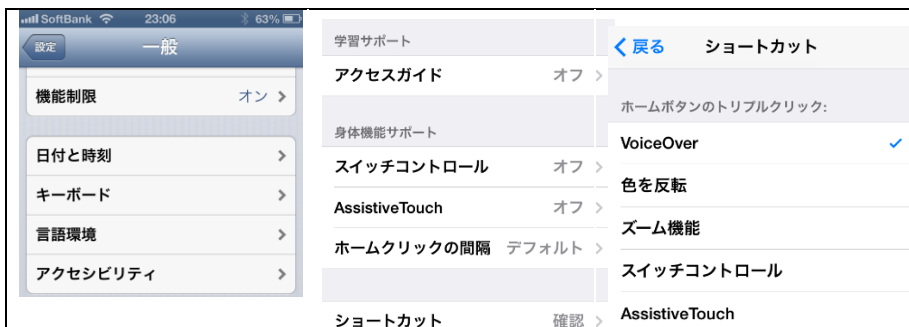 SoftBank 23:06 63%
設定 一般
機能制限 オン
日付と時刻
キーボード
言語環境
アクセシビリティ
学習サポート
アクセスガイド オフ
身体機能サポート
スイッチコントロール オフ
AssistiveTouch オフ
ホームクリックの間隔 デフォルト
ショートカット 確認
戻る ショートカット
ホームボタンのトリプルクリック:
VoiceOver
色を反転
ズーム機能
スイッチコントロール
AssistiveTouch